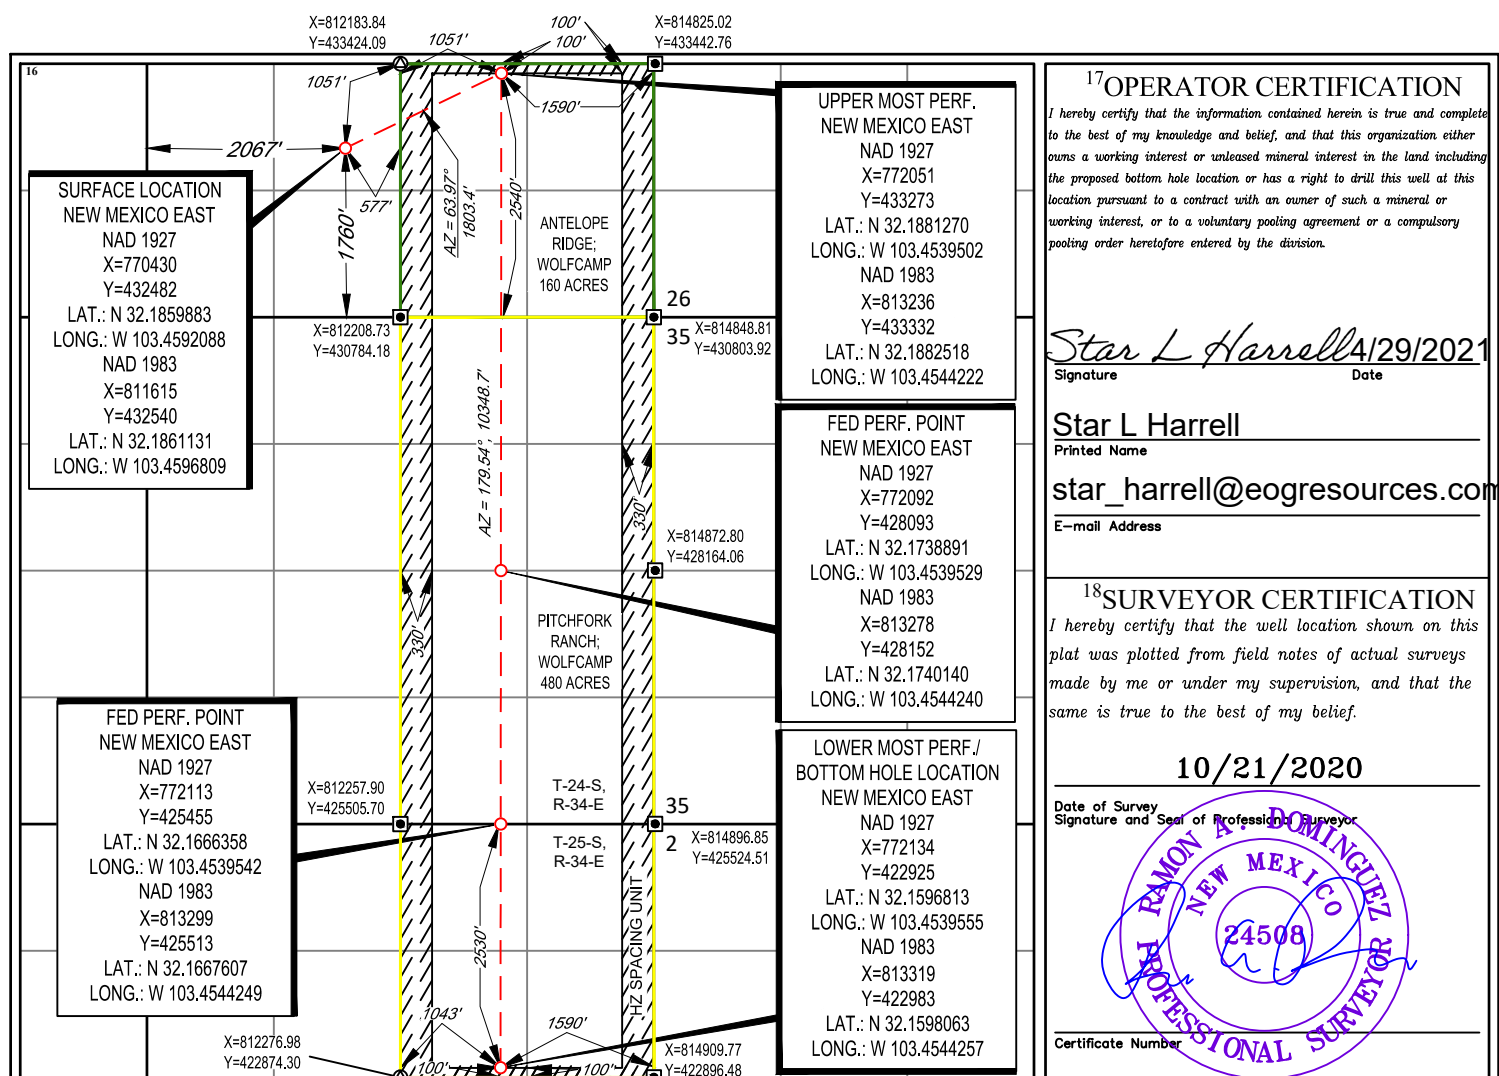 X=812183.84
Y=433424.09
1051'
100'
100'
X=814825.02
Y=433442.76
16
1051'
1590'
2067'
577'
1760'
AZ = 63.97°
1803.4'
2540'
ANTELOPE
RIDGE;
WOLFCAMP
160 ACRES
SURFACE LOCATION
NEW MEXICO EAST
NAD 1927
X=770430
Y=432482
LAT.: N 32.1859883
LONG.: W 103.4592088
NAD 1983
X=811615
Y=432540
LAT.: N 32.1861131
LONG.: W 103.4596809
UPPER MOST PERF.
NEW MEXICO EAST
NAD 1927
X=772051
Y=433273
LAT.: N 32.1881270
LONG.: W 103.4539502
NAD 1983
X=813236
Y=433332
LAT.: N 32.1882518
LONG.: W 103.4544222
X=812208.73
Y=430784.18
26
35
X=814848.81
Y=430803.92
AZ = 179.54°, 10348.7'
330'
330'
FED PERF. POINT
NEW MEXICO EAST
NAD 1927
X=772092
Y=428093
LAT.: N 32.1738891
LONG.: W 103.4539529
NAD 1983
X=813278
Y=428152
LAT.: N 32.1740140
LONG.: W 103.4544240
X=814872.80
Y=428164.06
PITCHFORK
RANCH;
WOLFCAMP
480 ACRES
FED PERF. POINT
NEW MEXICO EAST
NAD 1927
X=772113
Y=425455
LAT.: N 32.1666358
LONG.: W 103.4539542
NAD 1983
X=813299
Y=425513
LAT.: N 32.1667607
LONG.: W 103.4544249
X=812257.90
Y=425505.70
T-24-S,
R-34-E
T-25-S,
R-34-E
35
2
X=814896.85
Y=425524.51
LOWER MOST PERF./
BOTTOM HOLE LOCATION
NEW MEXICO EAST
NAD 1927
X=772134
Y=422925
LAT.: N 32.1596813
LONG.: W 103.4539555
NAD 1983
X=813319
Y=422983
LAT.: N 32.1598063
LONG.: W 103.4544257
2530'
HZ SPACING UNIT
1043'
1590'
X=812276.98
Y=422874.30
100'
100'
X=814909.77
Y=422896.48
17 OPERATOR CERTIFICATION
I hereby certify that the information contained herein is true and complete
to the best of my knowledge and belief, and that this organization either
owns a working interest or unleased mineral interest in the land including
the proposed bottom hole location or has a right to drill this well at this
location pursuant to a contract with an owner of such a mineral or
working interest, or to a voluntary pooling agreement or a compulsory
pooling order heretofore entered by the division.
Star L Harrell 4/29/2021
Signature Date
Star L Harrell
Printed Name
star_harrell@eogresources.com
E-mail Address
18 SURVEYOR CERTIFICATION
I hereby certify that the well location shown on this
plat was plotted from field notes of actual surveys
made by me or under my supervision, and that the
same is true to the best of my belief.
10/21/2020
Date of Survey
Signature and Seal of Professional Surveyor
RAMON A. DOMINGUEZ
NEW MEXICO
24508
PROFESSIONAL SURVEYOR
Certificate Number